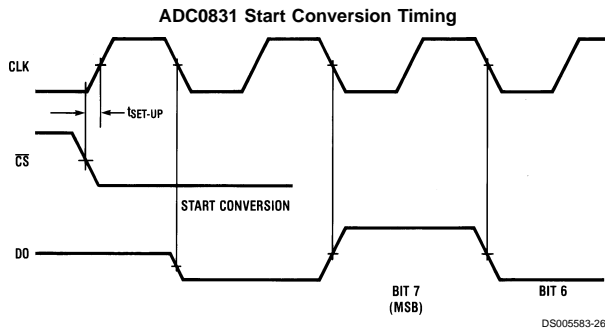 ADC0831 Start Conversion Timing
CLK
tSET-UP
CS
START CONVERSION
DO
BIT 7
(MSB)
BIT 6
DS005583-26